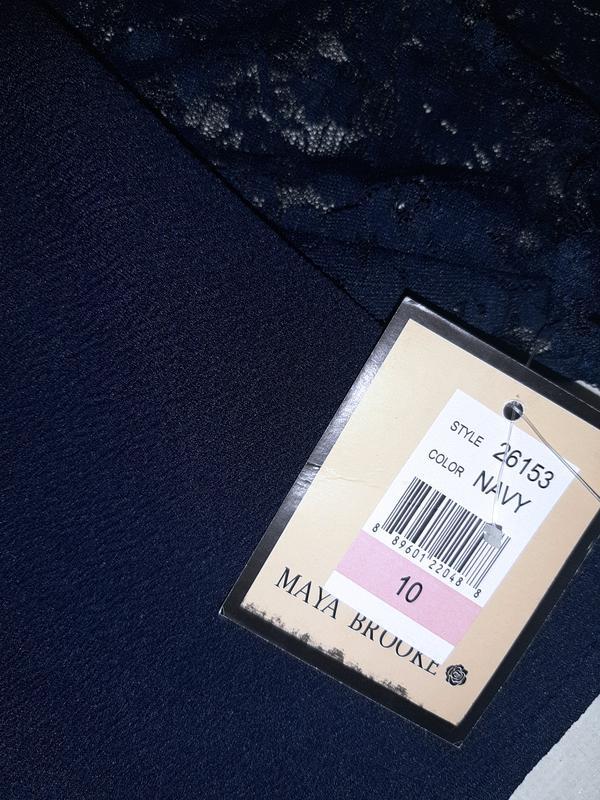 STYLE 26153
COLOR NAVY
8 89601 22048 8
10
MAYA BROOKE